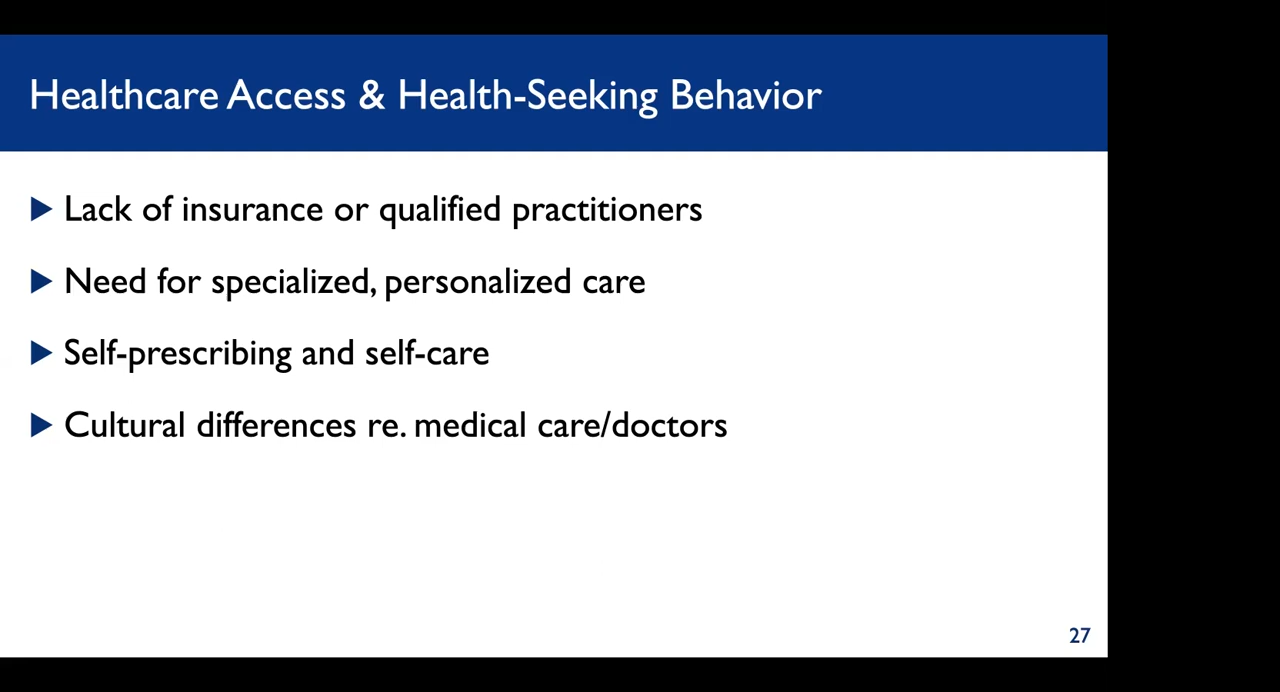 Healthcare Access & Health-Seeking Behavior
Lack of insurance or qualified practitioners
Need for specialized, personalized care
Self-prescribing and self-care
Cultural differences re. medical care/doctors
27